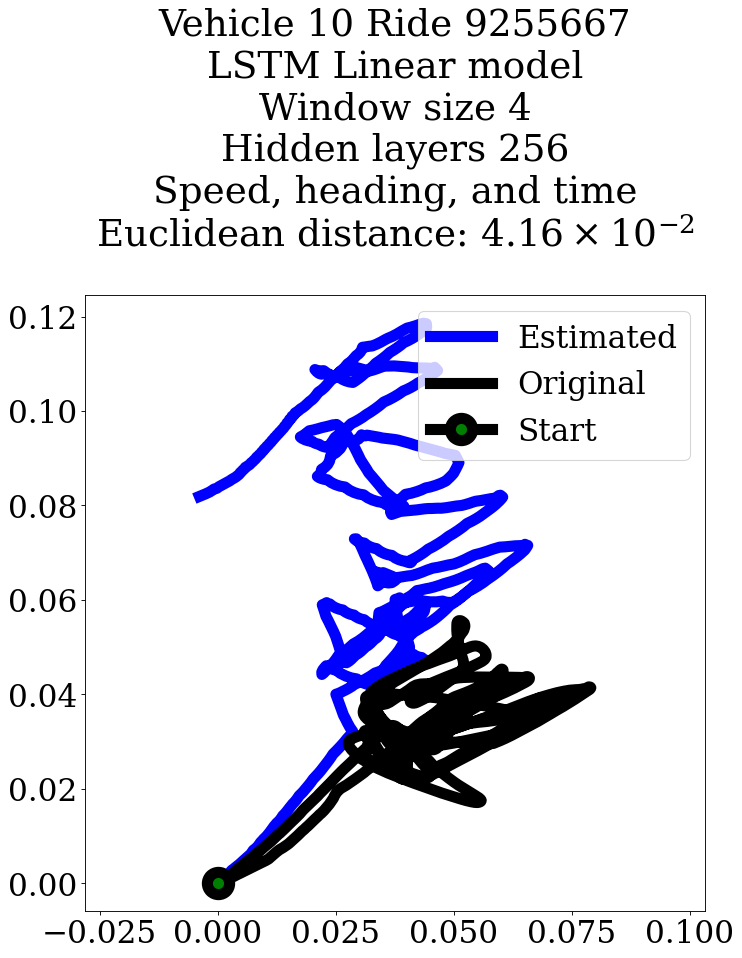 Vehicle 10 Ride 9255667
LSTM Linear model
Window size 4
Hidden layers 256
Speed, heading, and time
Euclidean distance: 4.16 × 10⁻²
Estimated
Original
Start
0.12
0.10
0.08
0.06
0.04
0.02
0.00
−0.025 0.000 0.025 0.050 0.075 0.100